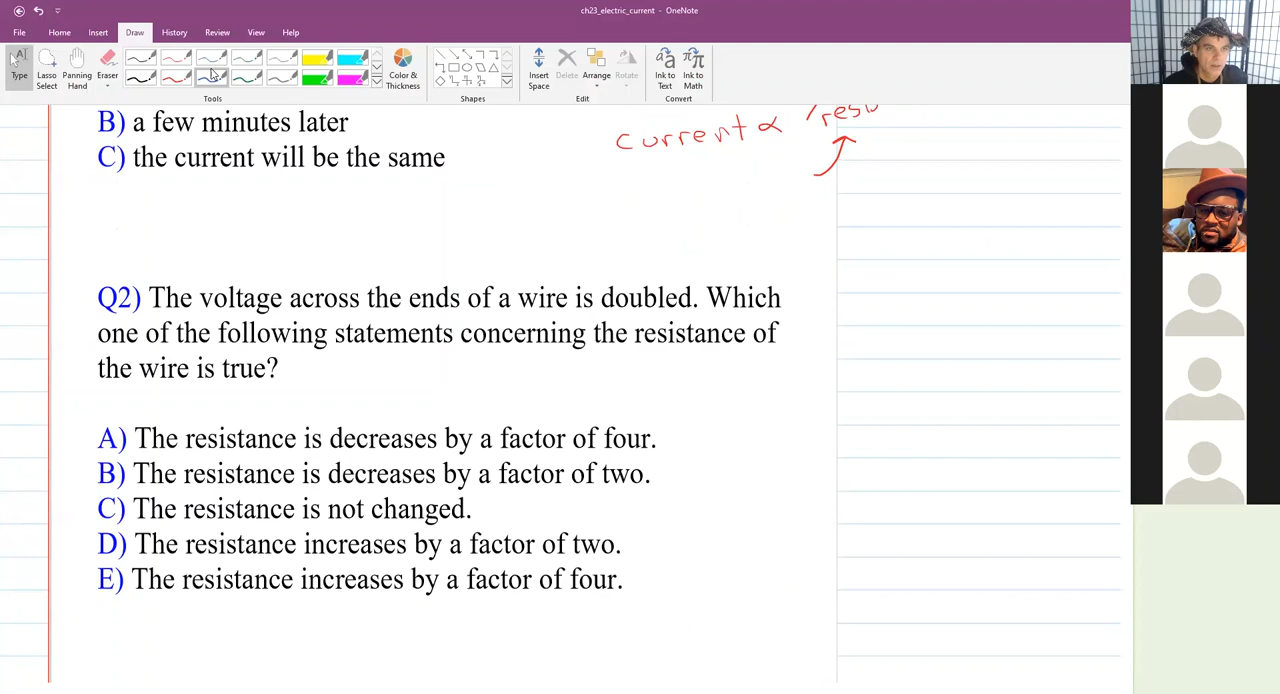 ch23_electric_current - OneNote
File Home Insert Draw History Review View Help
Type Lasso Select Panning Hand Eraser Color & Thickness Insert Space Delete Arrange Rotate Ink to Text Ink to Math
Tools Shapes Edit Convert
B) a few minutes later
current ∝
C) the current will be the same
Q2) The voltage across the ends of a wire is doubled. Which
one of the following statements concerning the resistance of
the wire is true?
A) The resistance is decreases by a factor of four.
B) The resistance is decreases by a factor of two.
C) The resistance is not changed.
D) The resistance increases by a factor of two.
E) The resistance increases by a factor of four.